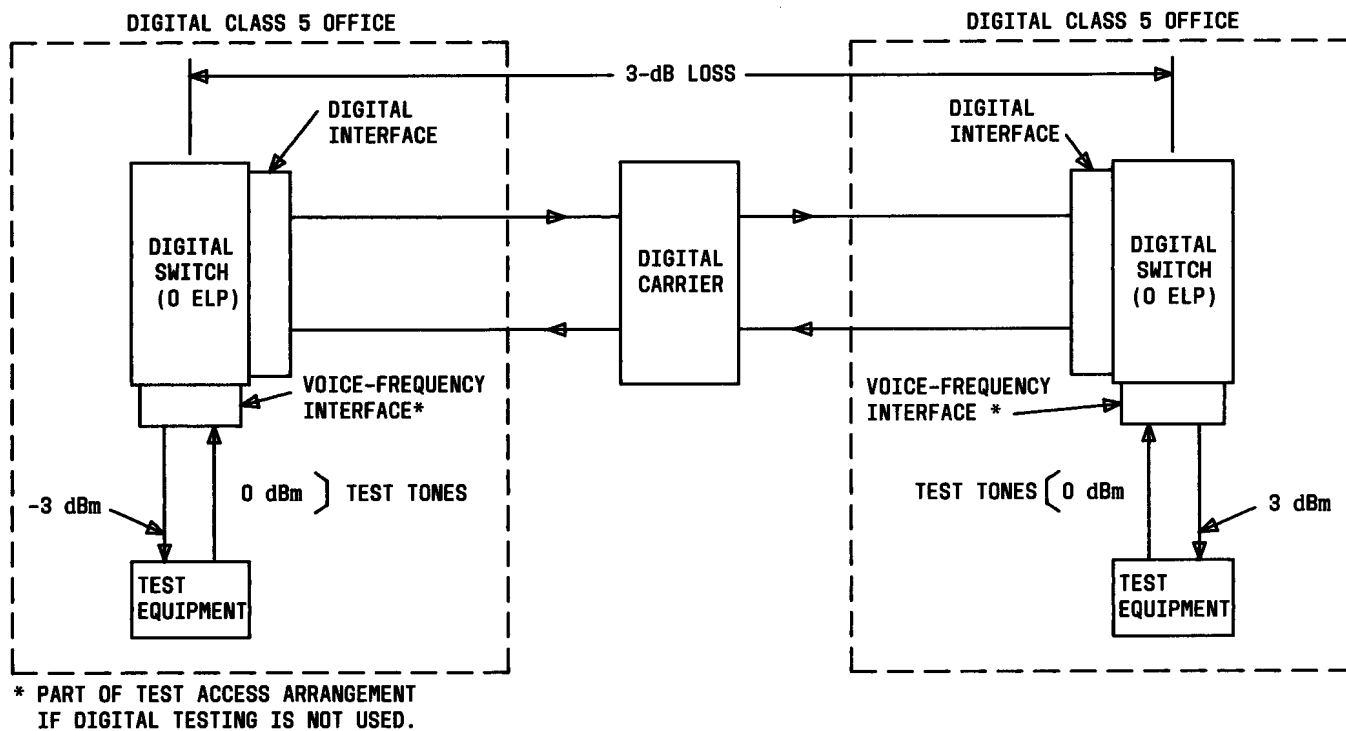 DIGITAL CLASS 5 OFFICE
DIGITAL CLASS 5 OFFICE
3-dB LOSS
DIGITAL
INTERFACE
DIGITAL
INTERFACE
DIGITAL
SWITCH
(0 ELP)
DIGITAL
CARRIER
DIGITAL
SWITCH
(0 ELP)
VOICE-FREQUENCY
INTERFACE*
VOICE-FREQUENCY
INTERFACE *
-3 dBm
0 dBm ) TEST TONES
TEST TONES ( 0 dBm
3 dBm
TEST
EQUIPMENT
TEST
EQUIPMENT
* PART OF TEST ACCESS ARRANGEMENT
IF DIGITAL TESTING IS NOT USED.